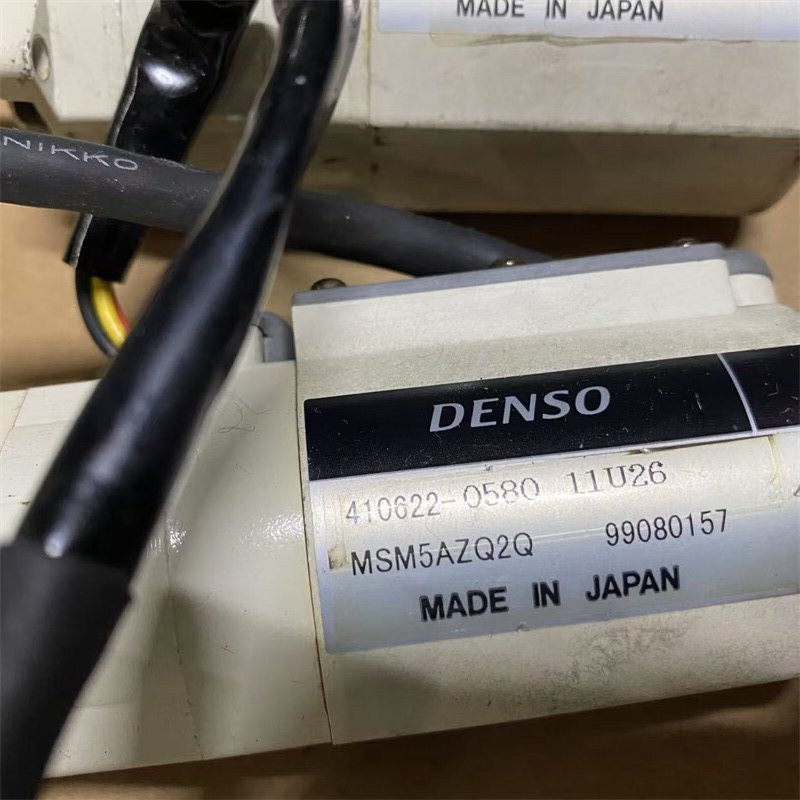 MADE IN JAPAN
NIKKO
DENSO
410622-0580 11U26
MSM5AZQ2Q 99080157
MADE IN JAPAN